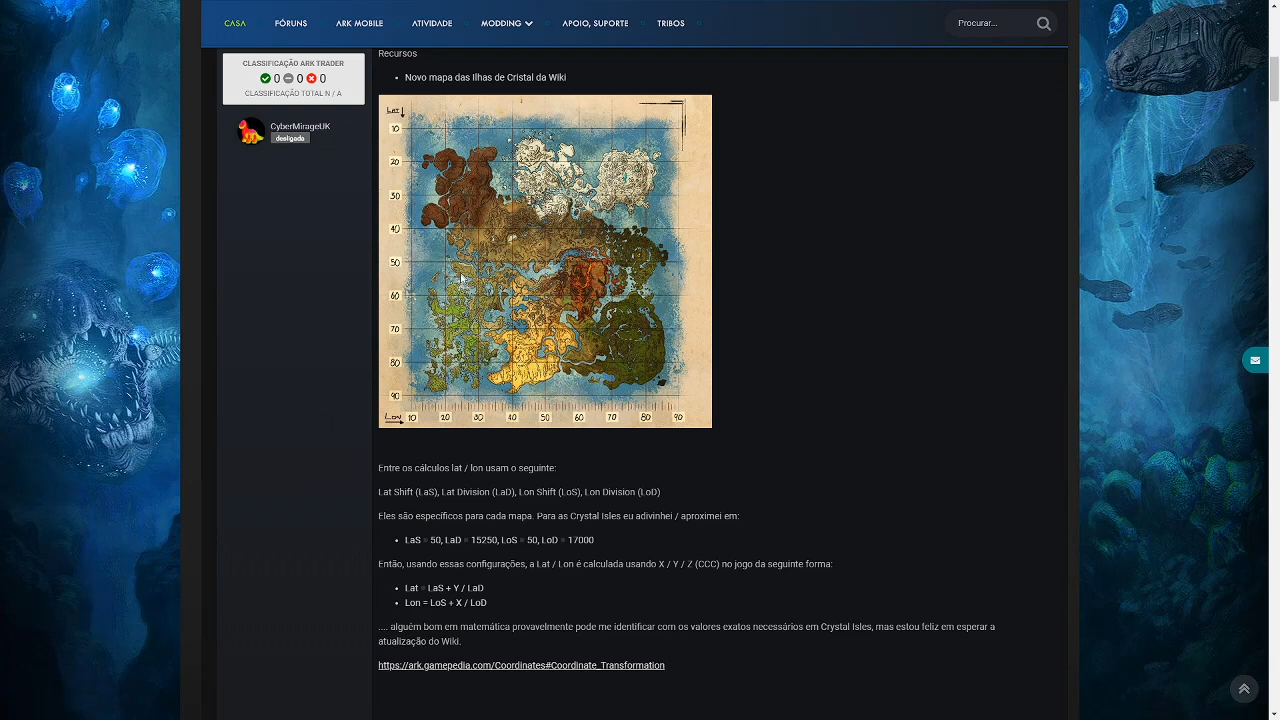 CASA FÓRUNS ARK MOBILE ATIVIDADE MODDING APOIO, SUPORTE TRIBOS Procurar...
CLASSIFICAÇÃO ARK TRADER
0 0 0
CLASSIFICAÇÃO TOTAL N / A
CyberMirageUK
desligada
Recursos
Novo mapa das Ilhas de Cristal da Wiki
Lat
10
20
30
40
50
60
70
80
90
Lon 10 20 30 40 50 60 70 80 90
Entre os cálculos lat / lon usam o seguinte:
Lat Shift (LaS), Lat Division (LaD), Lon Shift (LoS), Lon Division (LoD)
Eles são específicos para cada mapa. Para as Crystal Isles eu adivinhei / aproximei em:
LaS = 50, LaD = 15250, LoS = 50, LoD = 17000
Então, usando essas configurações, a Lat / Lon é calculada usando X / Y / Z (CCC) no jogo da seguinte forma:
Lat = LaS + Y / LaD
Lon = LoS + X / LoD
.... alguém bom em matemática provavelmente pode me identificar com os valores exatos necessários em Crystal Isles, mas estou feliz em esperar a
atualização do Wiki.
https://ark.gamepedia.com/Coordinates#Coordinate_Transformation